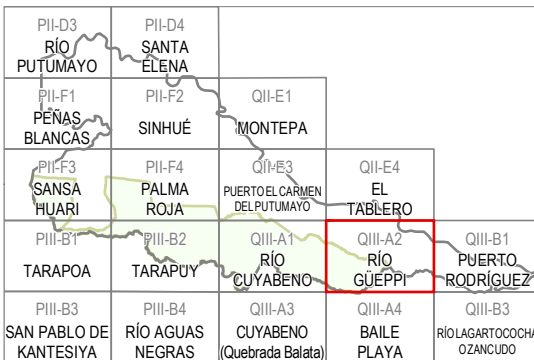 PII-D3
RÍO
PUTUMAYO
PII-D4
SANTA
ELENA
PII-F1
PEÑAS
BLANCAS
PII-F2
SINHUÉ
QII-E1
MONTEPA
PII-F3
SANSA
HUARI
PII-F4
PALMA
ROJA
QII-E3
PUERTO EL CARMEN
DEL PUTUMAYO
QII-E4
EL
TABLERO
PIII-B1
TARAPOA
PIII-B2
TARAPUY
QIII-A1
RÍO
CUYABENO
QIII-A2
RÍO
GÜEPPI
QIII-B1
PUERTO
RODRÍGUEZ
PIII-B3
SAN PABLO DE
KANTESIYA
PIII-B4
RÍO AGUAS
NEGRAS
QIII-A3
CUYABENO
(Quebrada Balata)
QIII-A4
BAILE
PLAYA
QIII-B3
RÍO LAGARTOCOCHA
O ZANCUDO